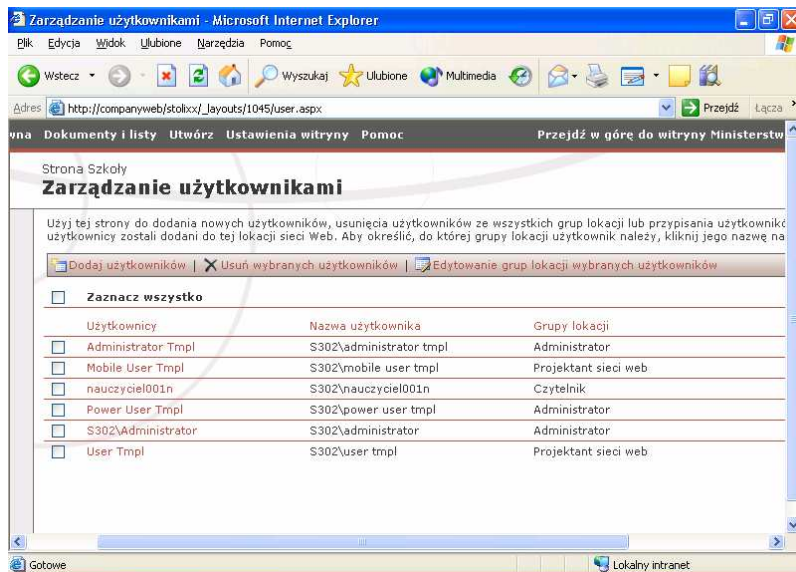 Zarządzanie użytkownikami - Microsoft Internet Explorer
Plik Edycja Widok Ulubione Narzędzia Pomoc
Wstecz Wyszukaj Ulubione Multimedia
Adres http://companyweb/stolixx/_layouts/1045/user.aspx Przejdź Łącza
wna Dokumenty i listy Utwórz Ustawienia witryny Pomoc Przejdź w górę do witryny Ministerstw
Strona Szkoły
Zarządzanie użytkownikami
Użyj tej strony do dodania nowych użytkowników, usunięcia użytkowników ze wszystkich grup lokacji lub przypisania użytkownikć
użytkownicy zostali dodani do tej lokacji sieci Web. Aby określić, do której grupy lokacji użytkownik należy, kliknij jego nazwę na
Dodaj użytkowników | Usuń wybranych użytkowników | Edytowanie grup lokacji wybranych użytkowników
Zaznacz wszystko
Użytkownicy Nazwa użytkownika Grupy lokacji
Administrator Tmpl S302\administrator tmpl Administrator
Mobile User Tmpl S302\mobile user tmpl Projektant sieci web
nauczyciel001n S302\nauczyciel001n Czytelnik
Power User Tmpl S302\power user tmpl Administrator
S302\Administrator S302\administrator Administrator
User Tmpl S302\user tmpl Projektant sieci web
Gotowe Lokalny intranet